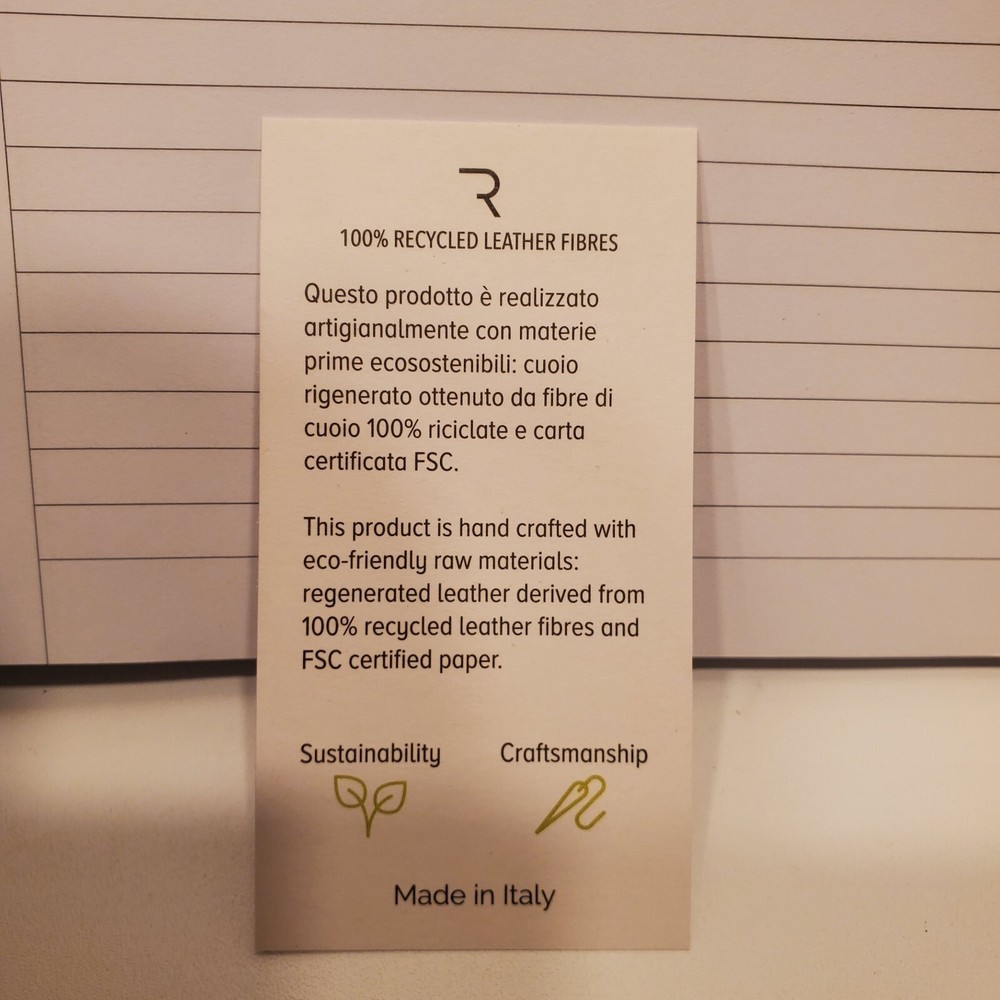 R
100% RECYCLED LEATHER FIBRES
Questo prodotto è realizzato
artigianalmente con materie
prime ecosostenibili: cuoio
rigenerato ottenuto da fibre di
cuoio 100% riciclate e carta
certificata FSC.
This product is hand crafted with
eco-friendly raw materials:
regenerated leather derived from
100% recycled leather fibres and
FSC certified paper.
Sustainability Craftsmanship
Made in Italy